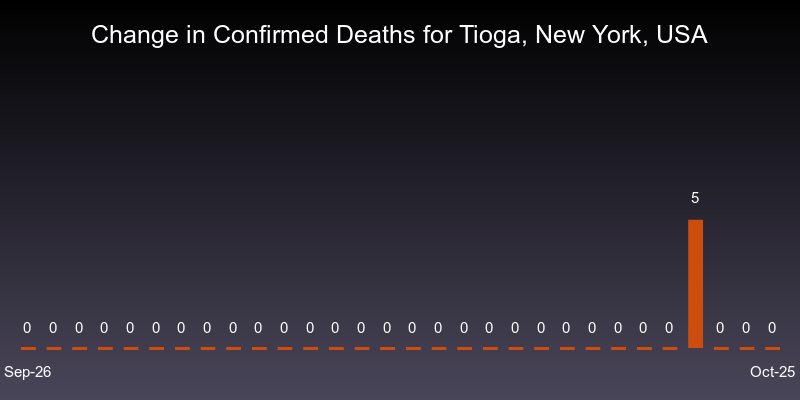 Change in Confirmed Deaths for Tioga, New York, USA
5
0 0 0 0 0 0 0 0 0 0 0 0 0 0 0 0 0 0 0 0 0 0 0 0 0 0 0 0 0
Sep-26 Oct-25